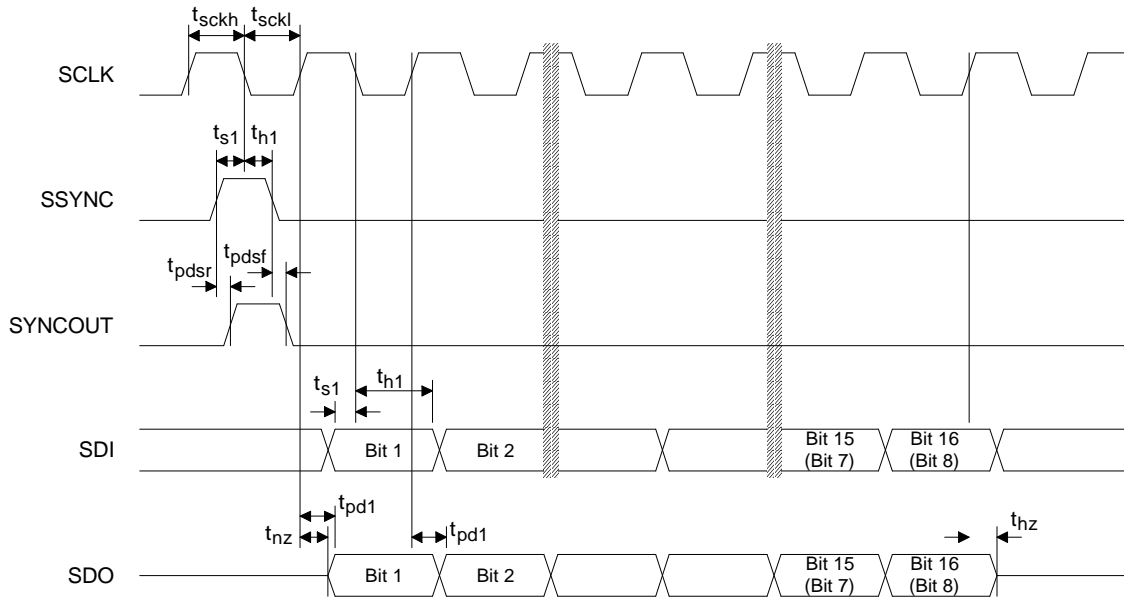 tsckh tsckl
SCLK
ts1 th1
SSYNC
tpdsr tpdsf
SYNCOUT
ts1 th1
SDI Bit 1 Bit 2 Bit 15 Bit 16
(Bit 7) (Bit 8)
tpd1
tnz tpd1 thz
SDO Bit 1 Bit 2 Bit 15 Bit 16
(Bit 7) (Bit 8)